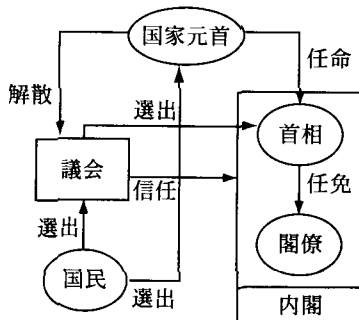 国家元首
任命
解散
選出
首相
議会
信任
任免
選出
閣僚
国民
選出
内閣